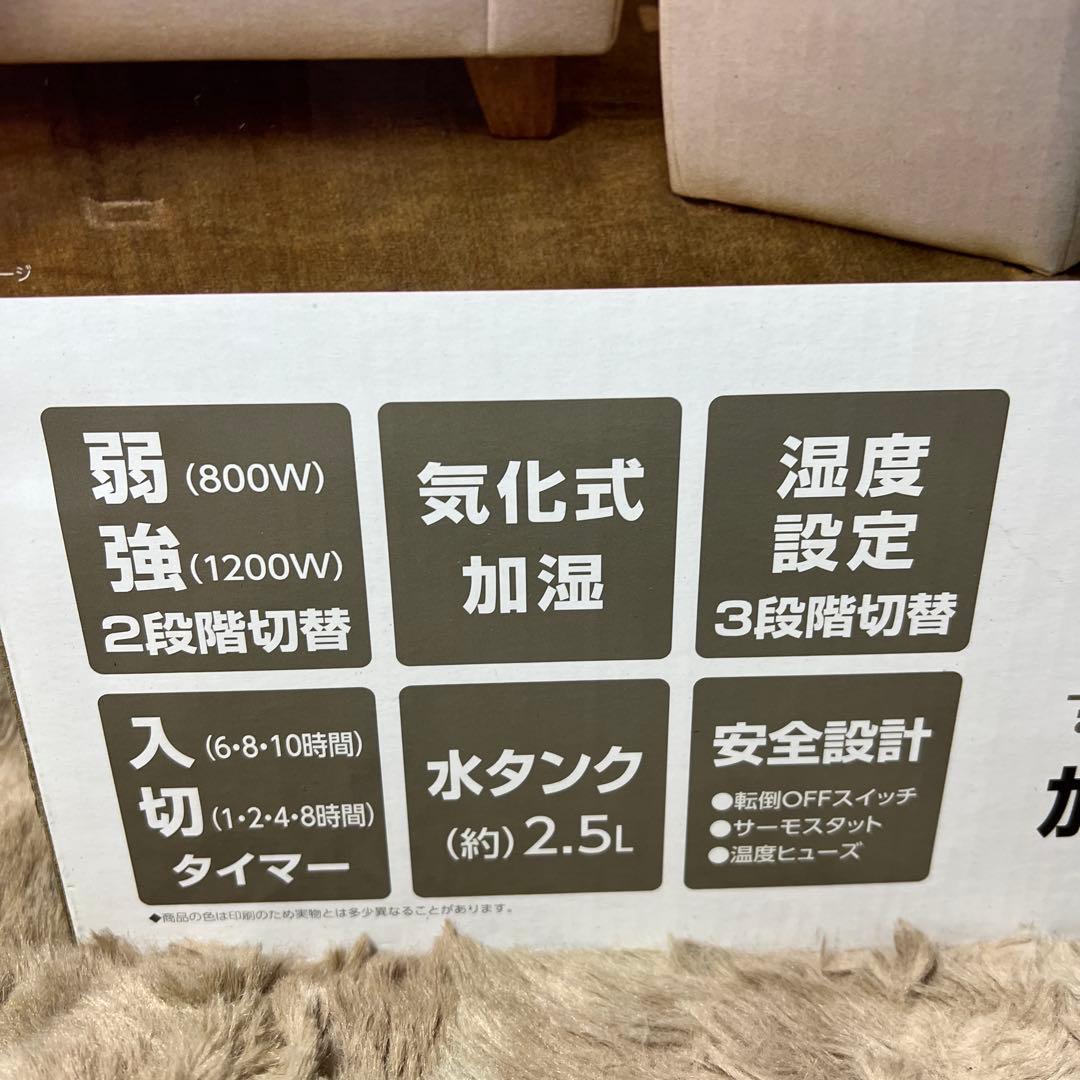 ージ
弱(800W)
強(1200W)
2段階切替
気化式
加湿
湿度
設定
3段階切替
入(6・8・10時間)
切(1・2・4・8時間)
タイマー
水タンク
(約)2.5L
安全設計
●転倒OFFスイッチ
●サーモスタット
●温度ヒューズ
◆商品の色は印刷のため実物とは多少異なることがあります。